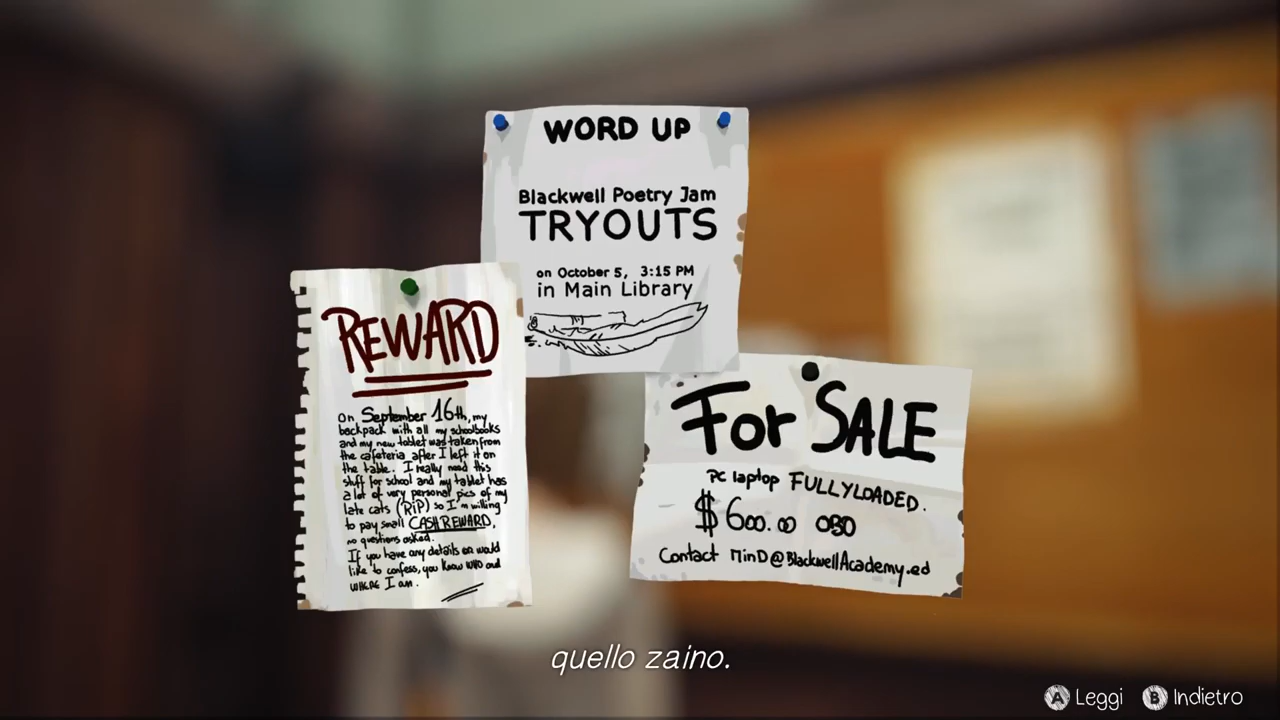 WORD UP
Blackwell Poetry Jam
TRYOUTS
on October 5, 3:15 PM
in Main Library
REWARD
On September 16th, my
backpack with all my schoolbooks
and my new tablet was taken from
the cafeteria after I left it on
the table. I really need this
stuff for school and my tablet has
a lot of very personal pics of my
late cats (RiP) so I'm willing
to pay small CASH REWARD,
no questions asked.
If you have any details or would
like to confess, you know WHO and
WHERE I am.
For SALE
PC laptop FULLYLOADED.
$600.00 OBO
Contact MinD@BlackwellAcademy.ed
quello zaino.
A Leggi B Indietro